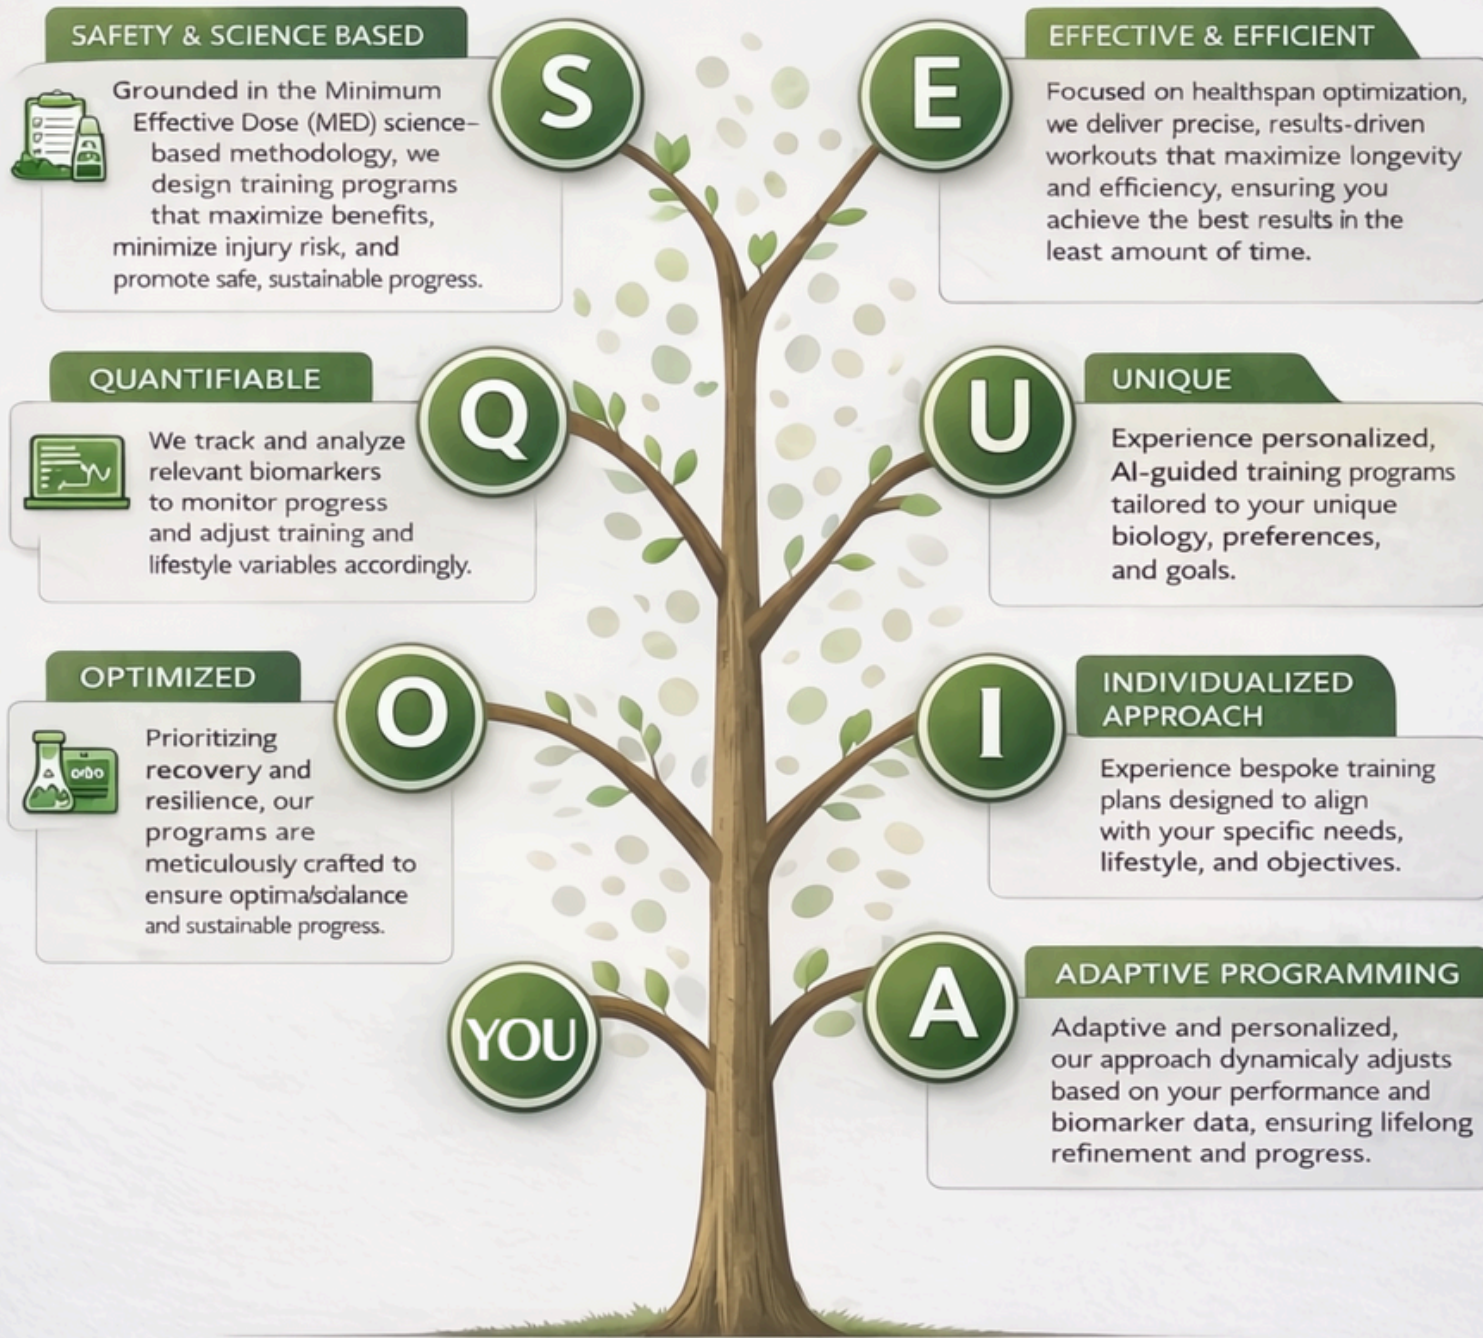 SAFETY & SCIENCE BASED
S
Grounded in the Minimum
Effective Dose (MED) science-
based methodology, we
design training programs
that maximize benefits,
minimize injury risk, and
promote safe, sustainable progress.
E
EFFECTIVE & EFFICIENT
Focused on healthspan optimization,
we deliver precise, results-driven
workouts that maximize longevity
and efficiency, ensuring you
achieve the best results in the
least amount of time.
QUANTIFIABLE
Q
We track and analyze
relevant biomarkers
to monitor progress
and adjust training and
lifestyle variables accordingly.
U
UNIQUE
Experience personalized,
AI-guided training programs
tailored to your unique
biology, preferences,
and goals.
OPTIMIZED
O
Prioritizing
recovery and
resilience, our
programs are
meticulously crafted to
ensure
and sustainable progress.
I
INDIVIDUALIZED
APPROACH
Experience bespoke training
plans designed to align
with your specific needs,
lifestyle, and objectives.
YOU
A
ADAPTIVE PROGRAMMING
Adaptive and personalized,
our approach dynamicaly adjusts
based on your performance and
biomarker data, ensuring lifelong
refinement and progress.